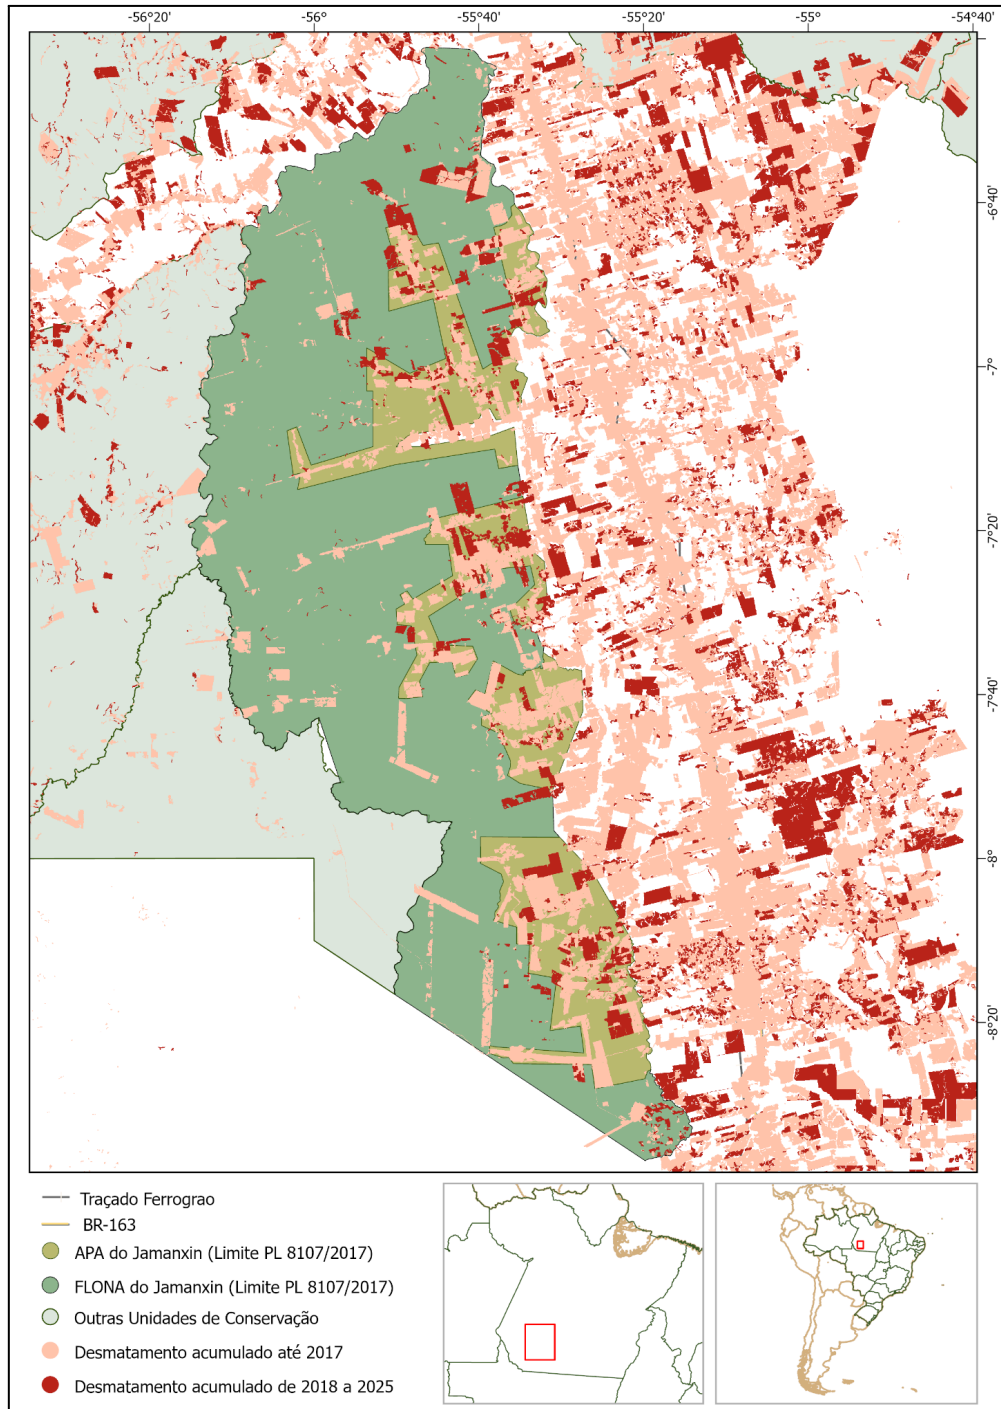 -56°20' -56° -55°40' -55°20' -55° -54°40'
-6°40'
-7°
-7°20'
-7°40'
-8°
-8°20'
Traçado Ferrograo
BR-163
APA do Jamanxin (Limite PL 8107/2017)
FLONA do Jamanxin (Limite PL 8107/2017)
Outras Unidades de Conservação
Desmatamento acumulado até 2017
Desmatamento acumulado de 2018 a 2025